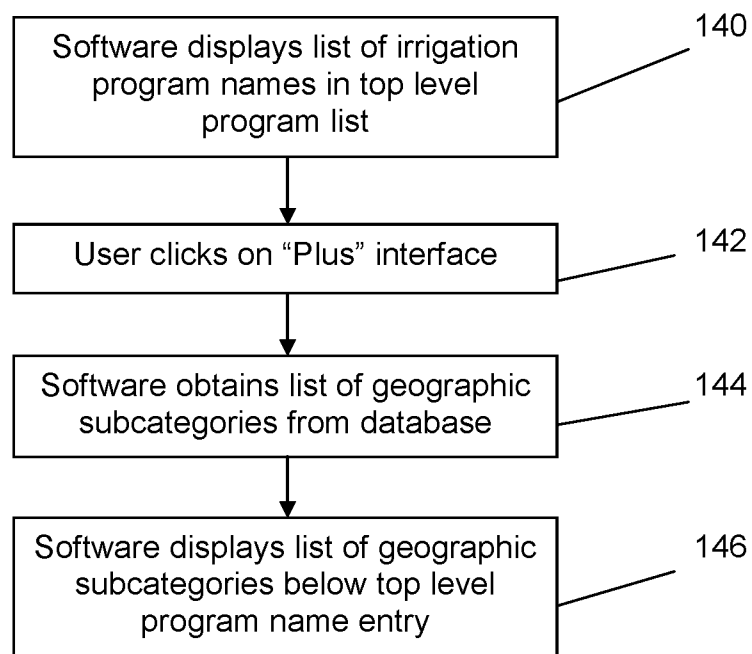 Software displays list of irrigation
program names in top level
program list
140
User clicks on “Plus” interface
142
Software obtains list of geographic
subcategories from database
144
Software displays list of geographic
subcategories below top level
program name entry
146